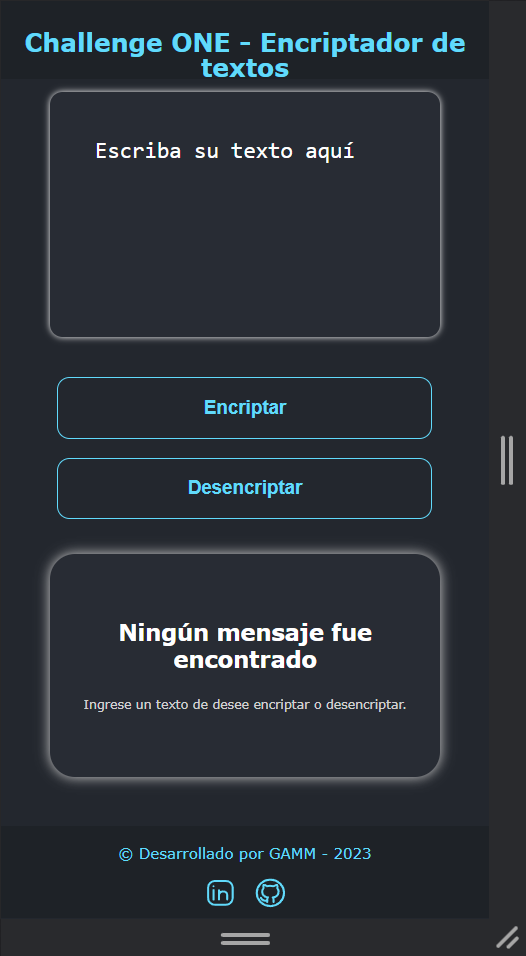 Challenge ONE - Encriptador de
textos
Escriba su texto aquí
Encriptar
Desencriptar
Ningún mensaje fue
encontrado
Ingrese un texto de desee encriptar o desencriptar.
© Desarrollado por GAMM - 2023
in